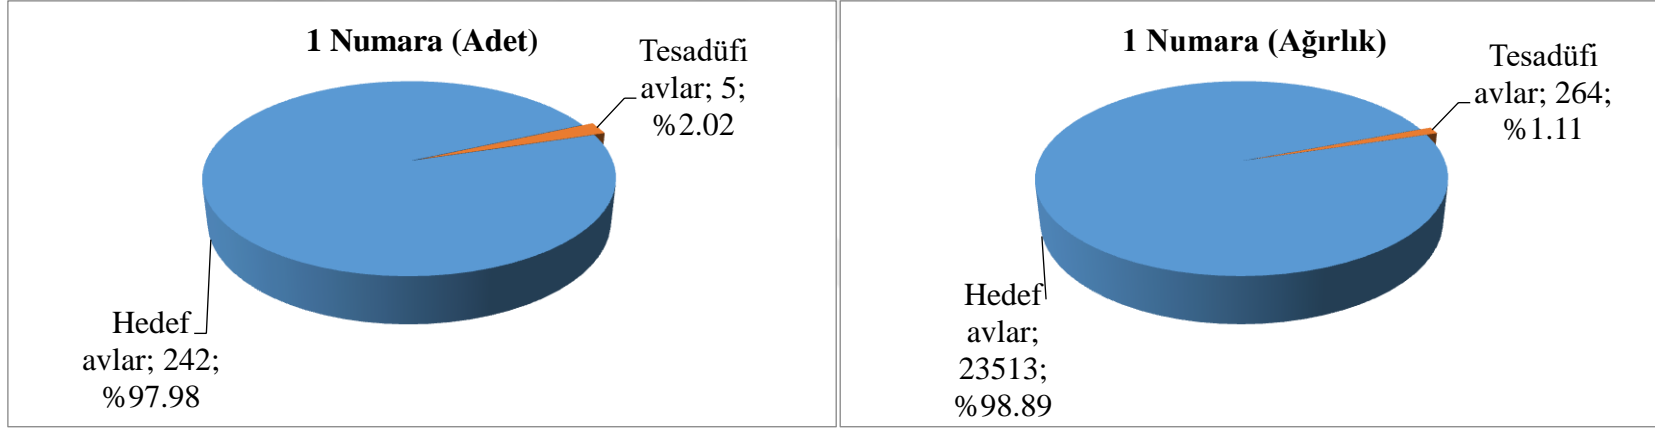 1 Numara (Adet)
Tesadüfi
avlar; 5;
%2.02
Hedef
avlar; 242;
%97.98
1 Numara (Ağırlık)
Tesadüfi
avlar; 264;
%1.11
Hedef
avlar;
23513;
%98.89